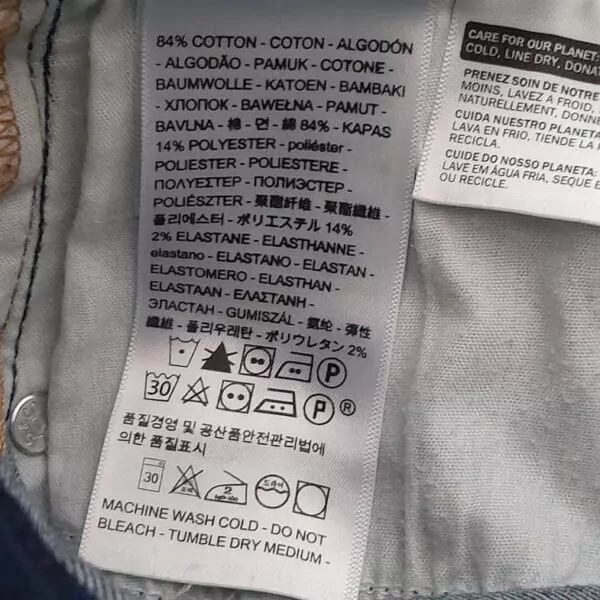 84% COTTON - COTON - ALGODÓN
- ALGODÃO - PAMUK - COTONE -
BAUMWOLLE - KATOEN - BAMBAKI
- ХЛОПОК - BAWEŁNA - PAMUT -
BAVLNA - 棉 - 면 - 綿 84% - KAPAS
14% POLYESTER - poliéster -
POLIESTER - POLIESTERE -
ΠΟΛΥΕΣΤΕΡ - ПОЛИЭСТЕР -
POLIÉSZTER - 聚酯纤维 - 聚酯纖維 -
폴리에스터 - ポリエステル 14%
2% ELASTANE - ELASTHANNE -
elastano - ELASTANO - ELASTAN -
ELASTOMERO - ELASTHAN -
ELASTAAN - ΕΛΑΣΤΑΝΗ -
ЭЛАСТАН - GUMISZÁL - 氨纶 - 彈性
纖維 - 폴리우레탄 - ポリウレタン 2%
P
30 P ®
품질경영 및 공산품안전관리법에
의한 품질표시
30 2 드라이
MACHINE WASH COLD - DO NOT
BLEACH - TUMBLE DRY MEDIUM -
CARE FOR OUR PLANET:
COLD, LINE DRY, DONAT
PRENEZ SOIN DE NOTRE
MOINS, LAVEZ À FROID,
NATURELLEMENT, DONNE
CUIDA NUESTRO PLANETA
LAVA EN FRIO, TIENDE LA
RECICLA.
CUIDE DO NOSSO PLANETA:
LAVE EM ÁGUA FRIA, SEQUE E
OU RECICLE.